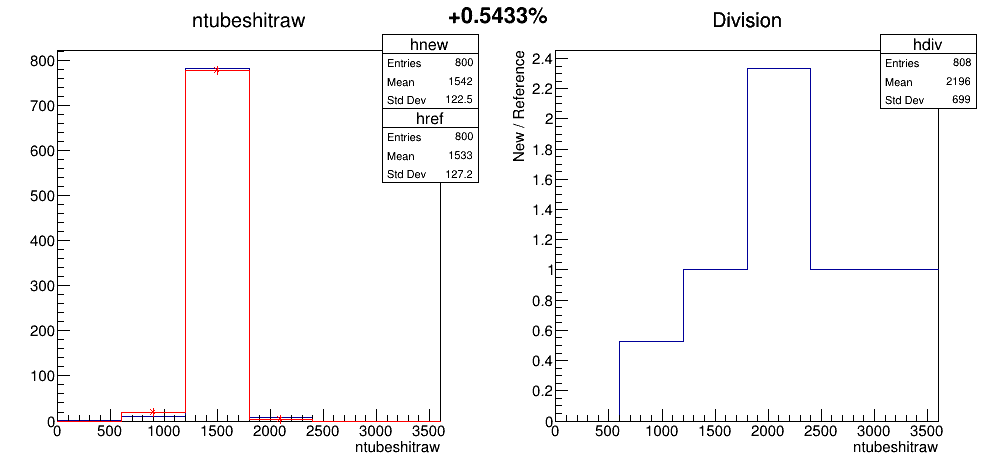 +0.5433%
ntubeshitraw
hnew
Entries 800
Mean 1542
Std Dev 122.5
href
Entries 800
Mean 1533
Std Dev 127.2
800
700
600
500
400
300
200
100
0
0 500 1000 1500 2000 2500 3000 3500
ntubeshitraw
Division
hdiv
Entries 808
Mean 2196
Std Dev 699
New / Reference
2.4
2.2
2
1.8
1.6
1.4
1.2
1
0.8
0.6
0.4
0.2
0
0 500 1000 1500 2000 2500 3000 3500
ntubeshitraw